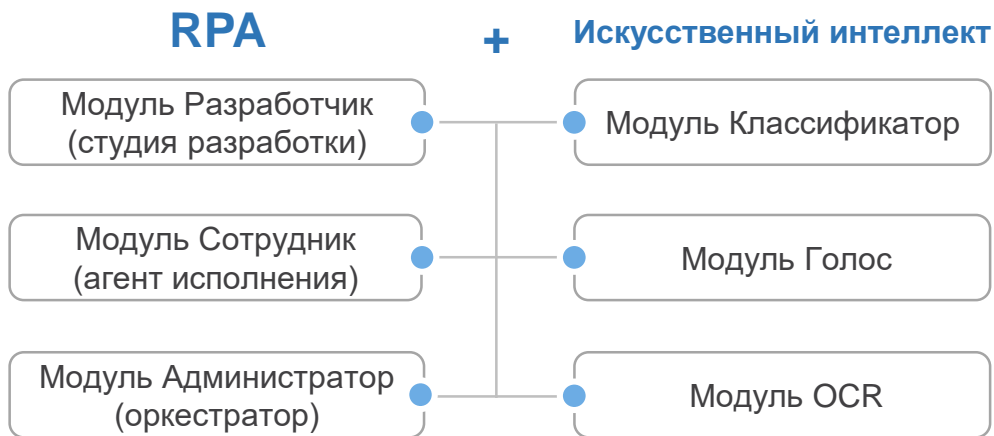 RPA
+
Искусственный интеллект
Модуль Разработчик
(студия разработки)
Модуль Классификатор
Модуль Сотрудник
(агент исполнения)
Модуль Голос
Модуль Администратор
(оркестратор)
Модуль OCR